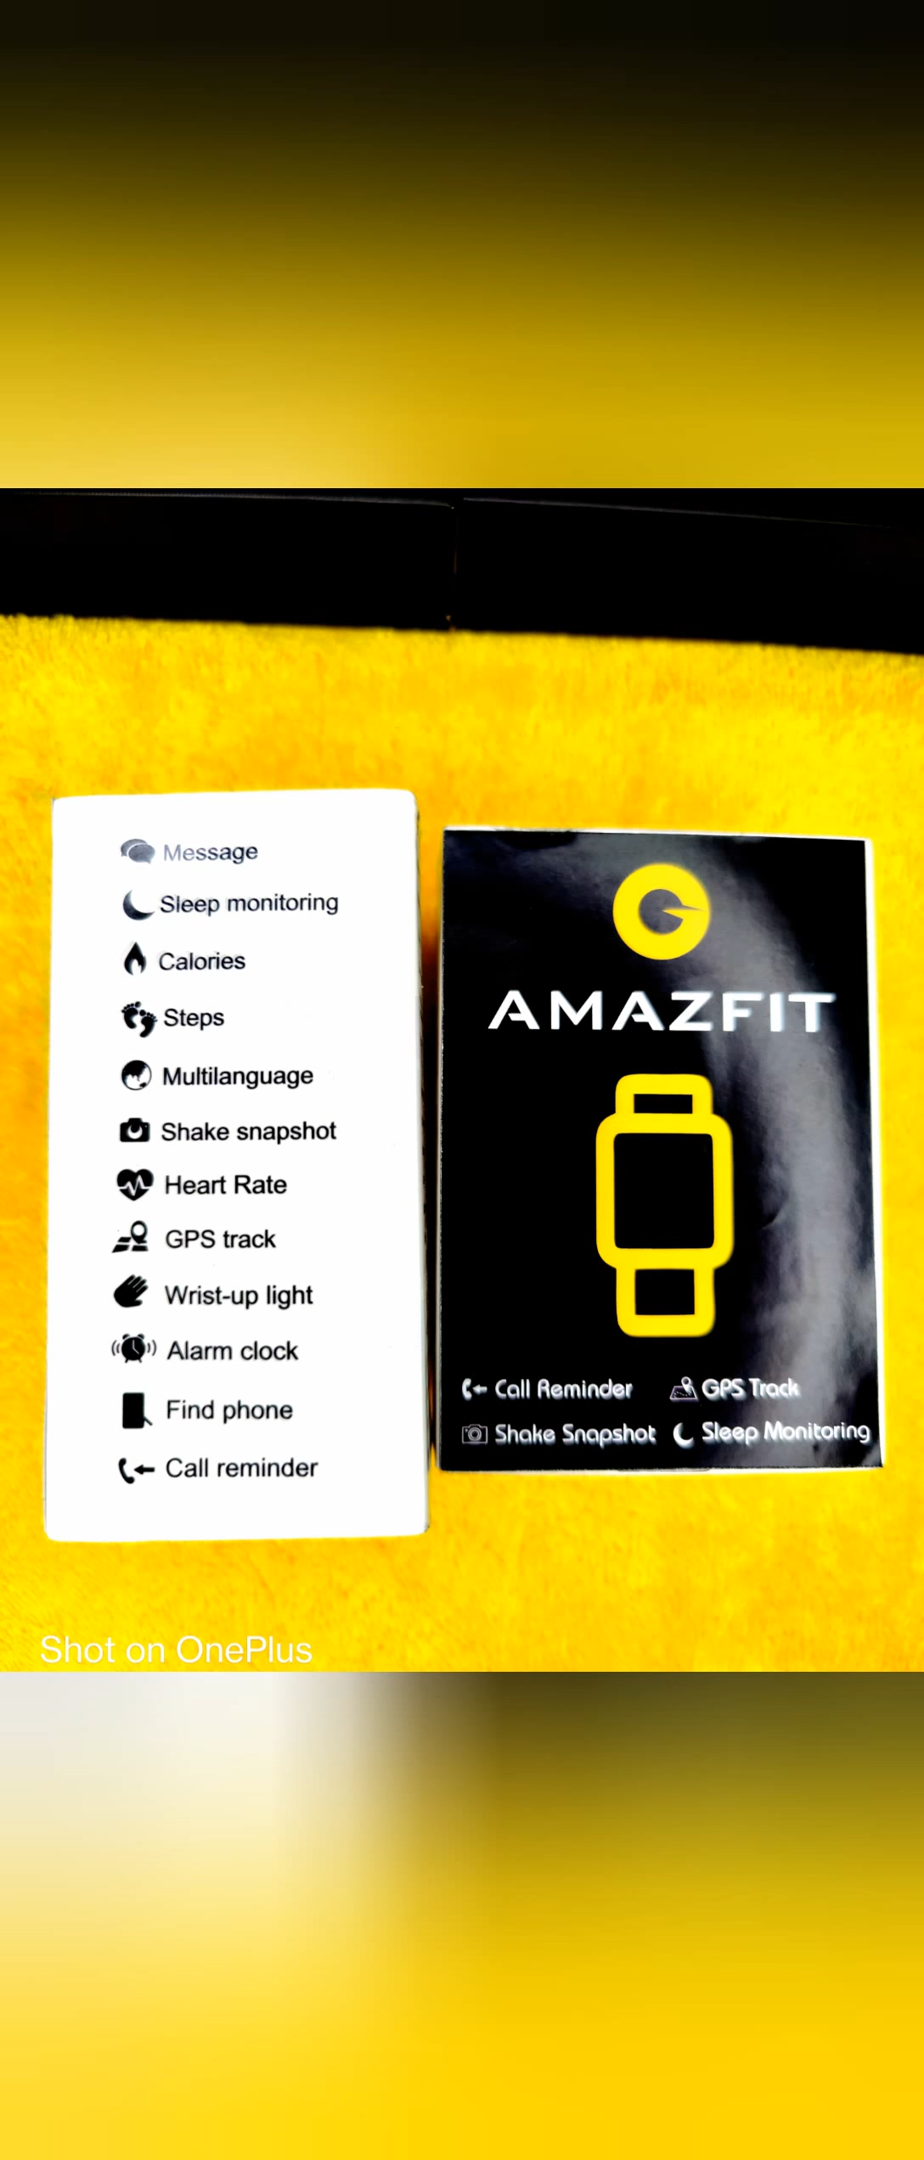 Message
Sleep monitoring
Calories
Steps
Multilanguage
Shake snapshot
Heart Rate
GPS track
Wrist-up light
Alarm clock
Find phone
Call reminder
AMAZFIT
Call Reminder GPS Track
Shake Snapshot Sleep Monitoring
Shot on OnePlus